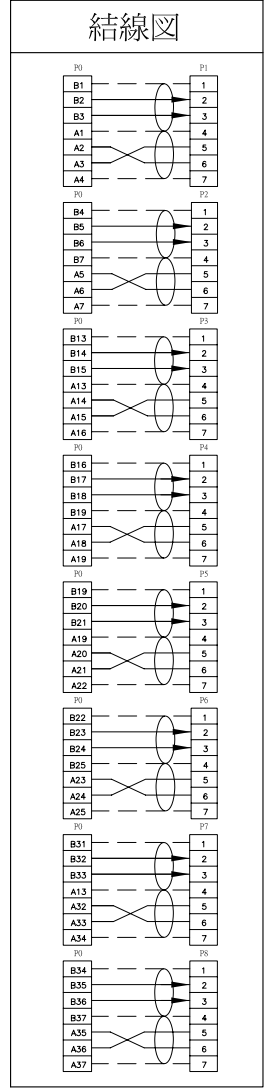 結線図
P0 P1
B1 1
B2 2
B3 3
A1 4
A2 5
A3 6
A4 7
P0 P2
B4 1
B5 2
B6 3
B7 4
A5 5
A6 6
A7 7
P0 P3
B13 1
B14 2
B15 3
A13 4
A14 5
A15 6
A16 7
P0 P4
B16 1
B17 2
B18 3
B19 4
A17 5
A18 6
A19 7
P0 P5
B19 1
B20 2
B21 3
A19 4
A20 5
A21 6
A22 7
P0 P6
B22 1
B23 2
B24 3
B25 4
A23 5
A24 6
A25 7
P0 P7
B31 1
B32 2
B33 3
A13 4
A32 5
A33 6
A34 7
P0 P8
B34 1
B35 2
B36 3
B37 4
A35 5
A36 6
A37 7